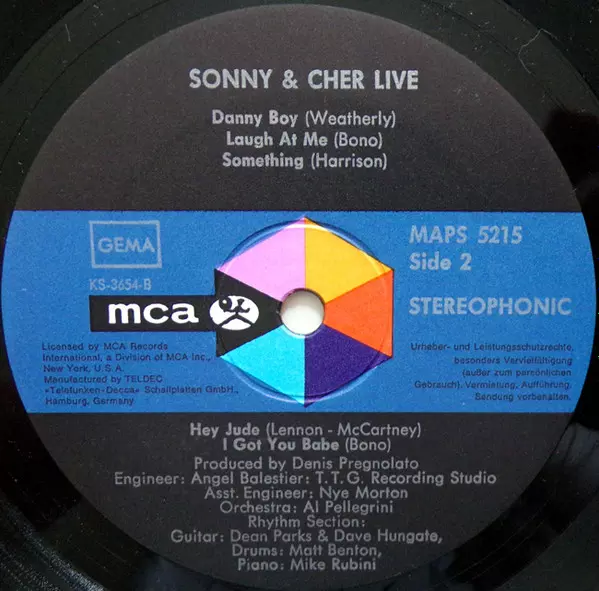 SONNY & CHER LIVE
Danny Boy (Weatherly)
Laugh At Me (Bono)
Something (Harrison)
GEMA
KS-3654-B
mca
MAPS 5215
Side 2
STEREOPHONIC
Licensed by MCA Records
International, a Division of MCA Inc.,
New York, U.S.A.
Manufactured by TELDEC
»Telefunken-Decca« Schallplatten GmbH.,
Hamburg, Germany
Urheber- und Leistungsschutzrechte,
besonders Vervielfältigung
(außer zum persönlichen
Gebrauch), Vermietung, Aufführung,
Sendung vorbehalten.
Hey Jude (Lennon - McCartney)
I Got You Babe (Bono)
Produced by Denis Pregnolato
Engineer: Angel Balestier: T.T.G. Recording Studio
Asst. Engineer: Nye Morton
Orchestra: Al Pellegrini
Rhythm Section:
Guitar: Dean Parks & Dave Hungate,
Drums: Matt Benton,
Piano: Mike Rubini